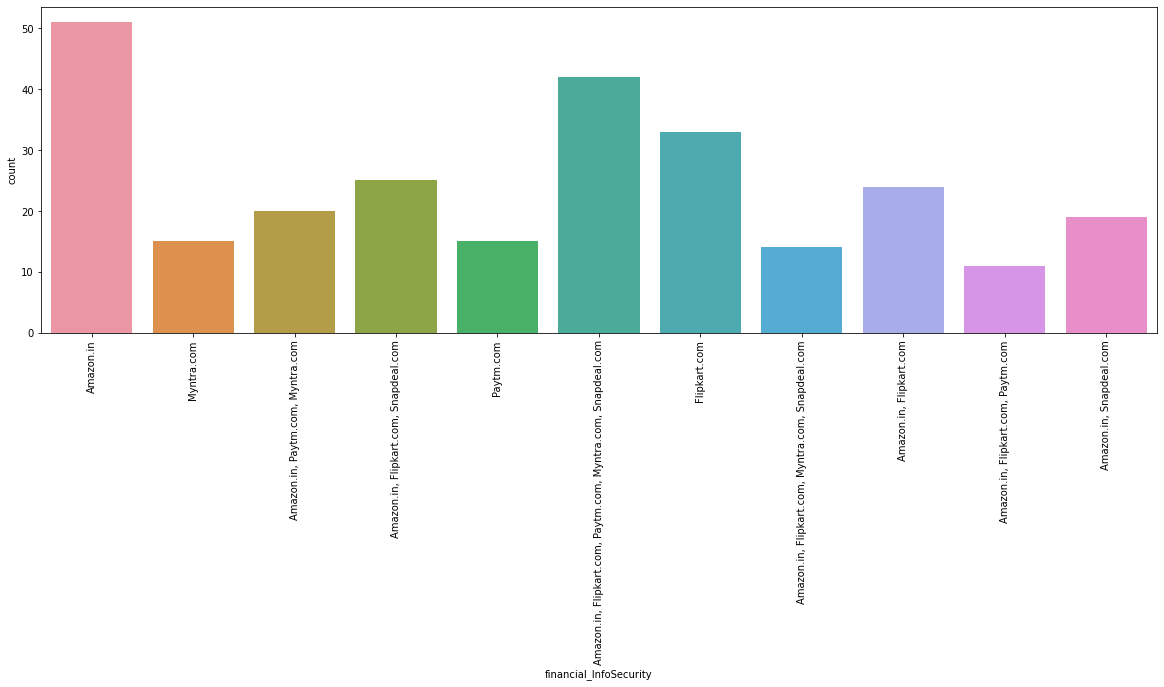 50
40
30
20
10
0
count
Amazon.in
Myntra.com
Amazon.in, Paytm.com, Myntra.com
Amazon.in, Flipkart.com, Snapdeal.com
Paytm.com
Amazon.in, Flipkart.com, Paytm.com, Myntra.com, Snapdeal.com
Flipkart.com
Amazon.in, Flipkart.com, Myntra.com, Snapdeal.com
Amazon.in, Flipkart.com
Amazon.in, Flipkart.com, Paytm.com
Amazon.in, Snapdeal.com
financial_InfoSecurity